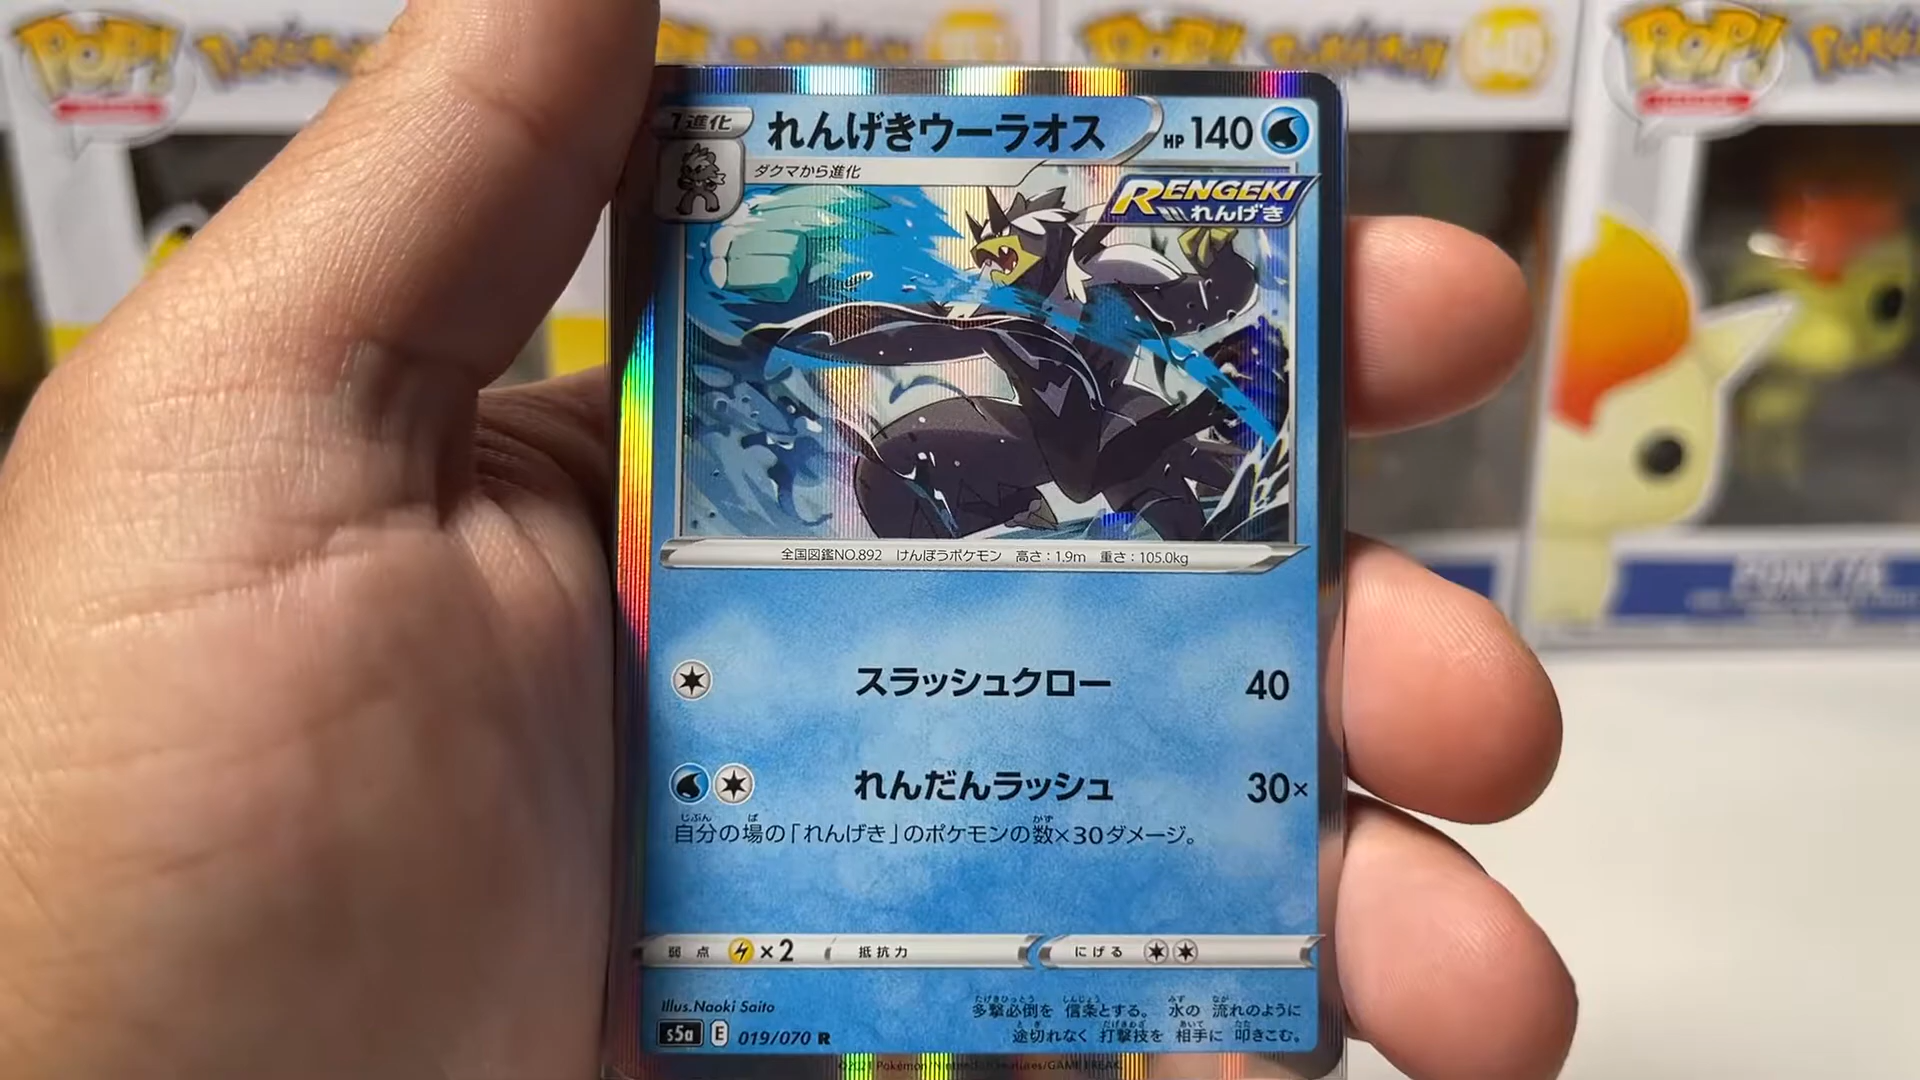 POP! Pokémon
1進化 れんげきウーラオス HP 140
ダクマから進化
RENGEKI
れんげき
全国図鑑NO.892 けんぽうポケモン 高さ:1.9m 重さ:105.0kg
スラッシュクロー 40
れんだんラッシュ 30×
自分の場の「れんげき」のポケモンの数×30ダメージ。
弱点 ×2 抵抗力 にげる
Illus. Naoki Saito
s5a E 019/070 R
多撃必倒を 信条とする。 水の 流れのように
途切れなく 打撃技を 相手に 叩きこむ。
©2021 Pokémon/Nintendo/Creatures/GAME FREAK.
PONYTA